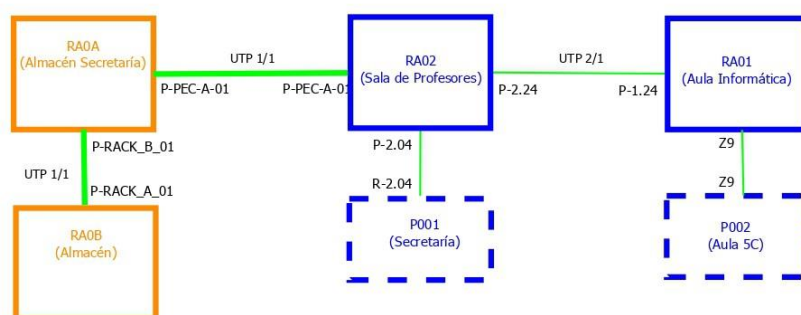 RA0A
(Almacén Secretaría)
UTP 1/1
P-PEC-A-01
P-PEC-A-01
RA02
(Sala de Profesores)
UTP 2/1
P-2.24
P-1.24
RA01
(Aula Informática)
P-RACK_B_01
UTP 1/1
P-RACK_A_01
P-2.04
R-2.04
Z9
Z9
RA0B
(Almacén)
P001
(Secretaría)
P002
(Aula 5C)